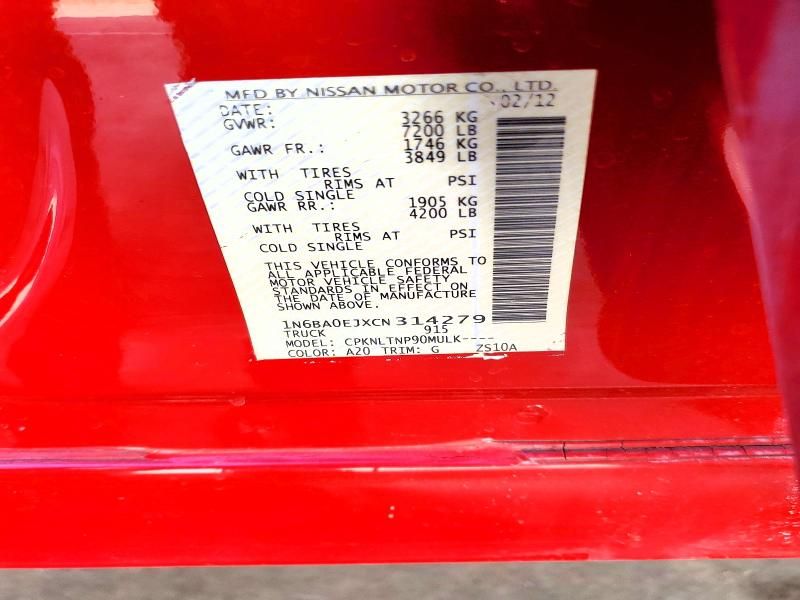 MFD BY NISSAN MOTOR CO., LTD.
DATE: 02/12
GVWR: 3266 KG
7200 LB
GAWR FR.: 1746 KG
3849 LB
WITH TIRES
RIMS AT PSI
COLD SINGLE
GAWR RR.: 1905 KG
4200 LB
WITH TIRES
RIMS AT PSI
COLD SINGLE
THIS VEHICLE CONFORMS TO
ALL APPLICABLE FEDERAL
MOTOR VEHICLE SAFETY
STANDARDS IN EFFECT ON
THE DATE OF MANUFACTURE
SHOWN ABOVE.
1N6BA0EJXCN314279
TRUCK 915
MODEL: CPKNLTNP90MULK----
COLOR: A20 TRIM: G ZS10A